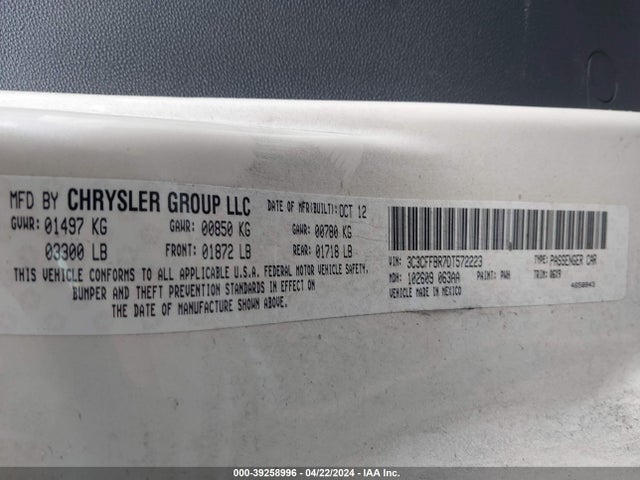 MFD BY CHRYSLER GROUP LLC DATE OF MFR(BUILT): OCT 12
GVWR: 01497 KG GAWR: 00850 KG GAWR: 00780 KG
03300 LB FRONT: 01872 LB REAR: 01718 LB
THIS VEHICLE CONFORMS TO ALL APPLICABLE U.S.A. FEDERAL MOTOR VEHICLE SAFETY,
BUMPER AND THEFT PREVENTION STANDARDS IN EFFECT ON
THE DATE OF MANUFACTURE SHOWN ABOVE.
VIN: 3C3CFFBR7DT572223 TYPE: PASSENGER CAR
MDH: 102609 063AA PAINT: PWH TRIM: 06X9
VEHICLE MADE IN MEXICO 4658043
000-39258996 - 04/22/2024 - IAA Inc.